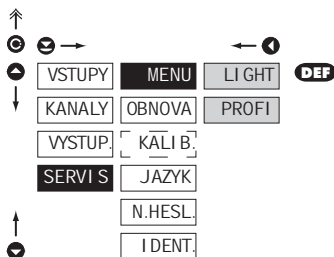 VSTUPY MENU LIGHT DEF
KANALY OBNOVA PROFI
VYSTUP. KALIB.
SERVIS JAZYK
N.HESL.
IDENT.